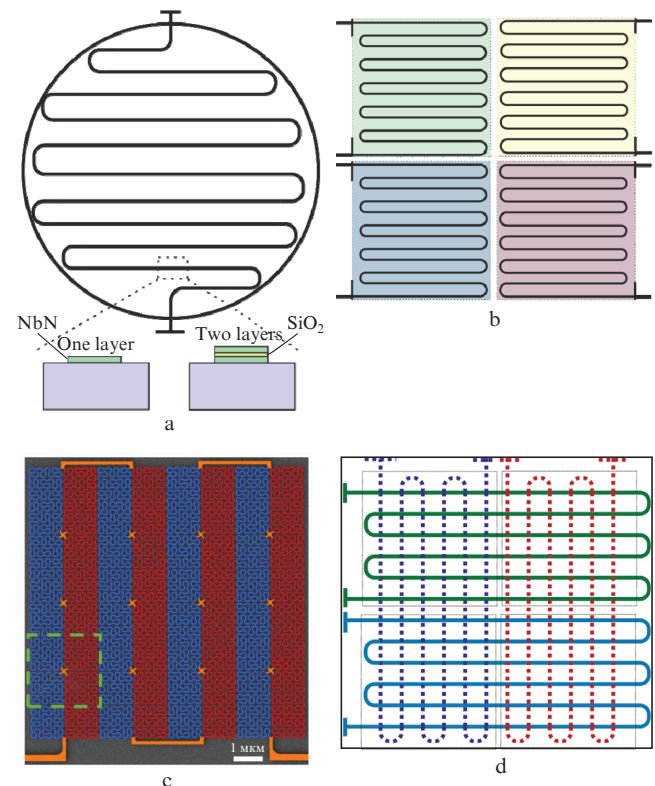 NbN
One layer
Two layers
SiO₂
a
b
1 мкм
c
d